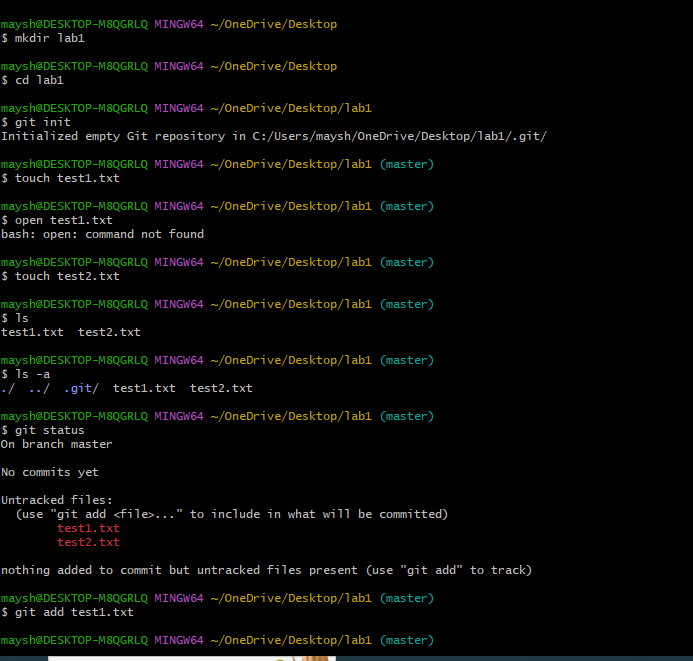 maysh@DESKTOP-M8QGRLQ MINGW64 ~/OneDrive/Desktop
$ mkdir lab1
maysh@DESKTOP-M8QGRLQ MINGW64 ~/OneDrive/Desktop
$ cd lab1
maysh@DESKTOP-M8QGRLQ MINGW64 ~/OneDrive/Desktop/lab1
$ git init
Initialized empty Git repository in C:/Users/maysh/OneDrive/Desktop/lab1/.git/
maysh@DESKTOP-M8QGRLQ MINGW64 ~/OneDrive/Desktop/lab1 (master)
$ touch test1.txt
maysh@DESKTOP-M8QGRLQ MINGW64 ~/OneDrive/Desktop/lab1 (master)
$ open test1.txt
bash: open: command not found
maysh@DESKTOP-M8QGRLQ MINGW64 ~/OneDrive/Desktop/lab1 (master)
$ touch test2.txt
maysh@DESKTOP-M8QGRLQ MINGW64 ~/OneDrive/Desktop/lab1 (master)
$ ls
test1.txt  test2.txt
maysh@DESKTOP-M8QGRLQ MINGW64 ~/OneDrive/Desktop/lab1 (master)
$ ls -a
./  ../  .git/  test1.txt  test2.txt
maysh@DESKTOP-M8QGRLQ MINGW64 ~/OneDrive/Desktop/lab1 (master)
$ git status
On branch master
No commits yet
Untracked files:
  (use "git add <file>..." to include in what will be committed)
        test1.txt
        test2.txt
nothing added to commit but untracked files present (use "git add" to track)
maysh@DESKTOP-M8QGRLQ MINGW64 ~/OneDrive/Desktop/lab1 (master)
$ git add test1.txt
maysh@DESKTOP-M8QGRLQ MINGW64 ~/OneDrive/Desktop/lab1 (master)